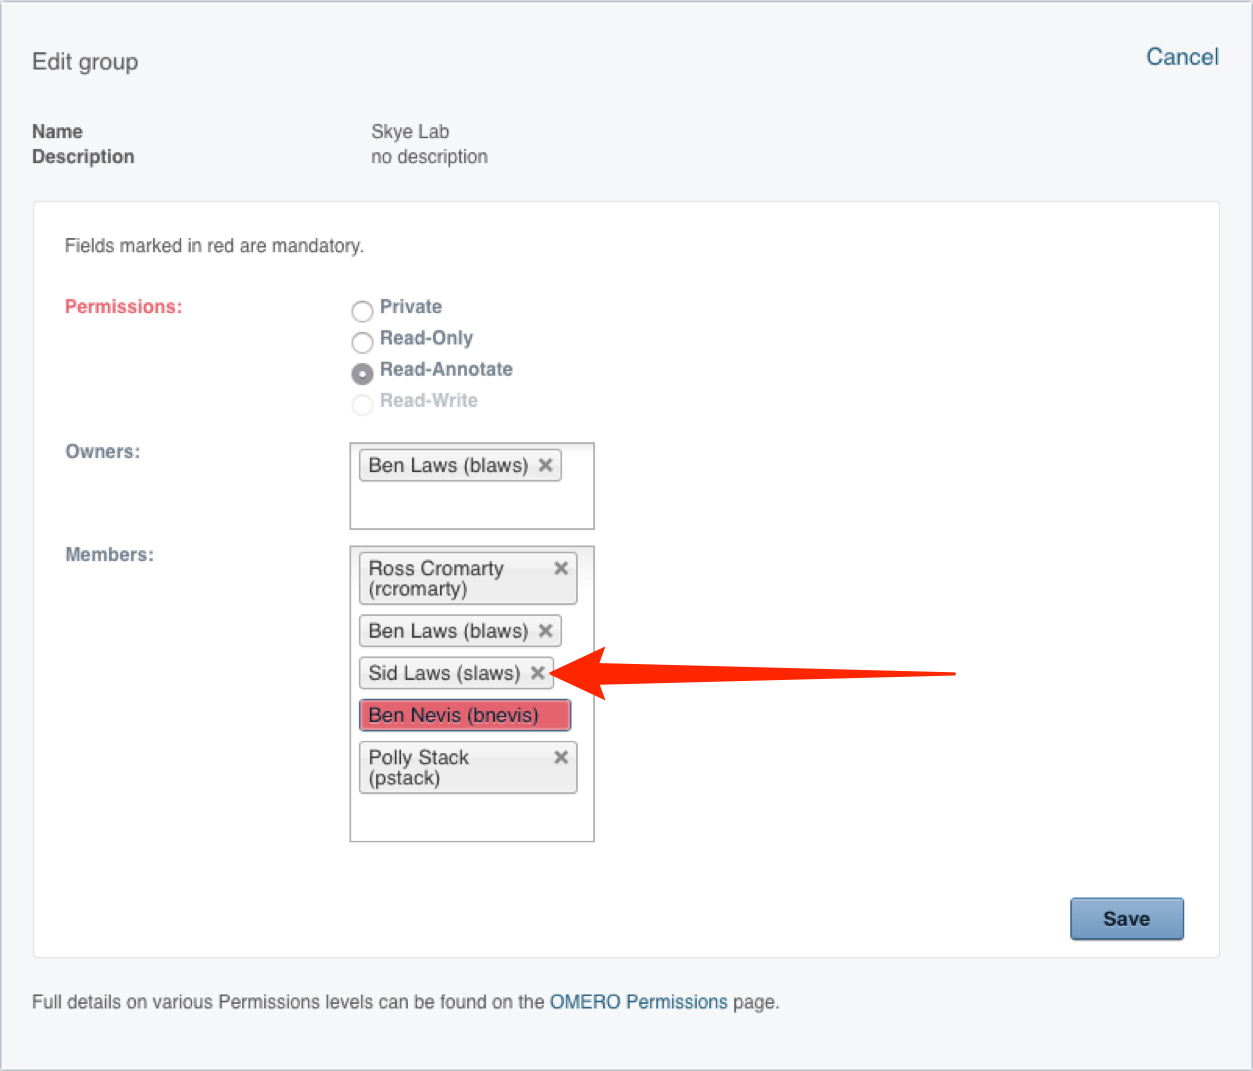 Edit group
Cancel
Name
Skye Lab
Description
no description
Fields marked in red are mandatory.
Permissions:
Private
Read-Only
Read-Annotate
Read-Write
Owners:
Ben Laws (blaws)
Members:
Ross Cromarty
(rcromarty)
Ben Laws (blaws)
Sid Laws (slaws)
Ben Nevis (bnevis)
Polly Stack
(pstack)
Save
Full details on various Permissions levels can be found on the OMERO Permissions page.